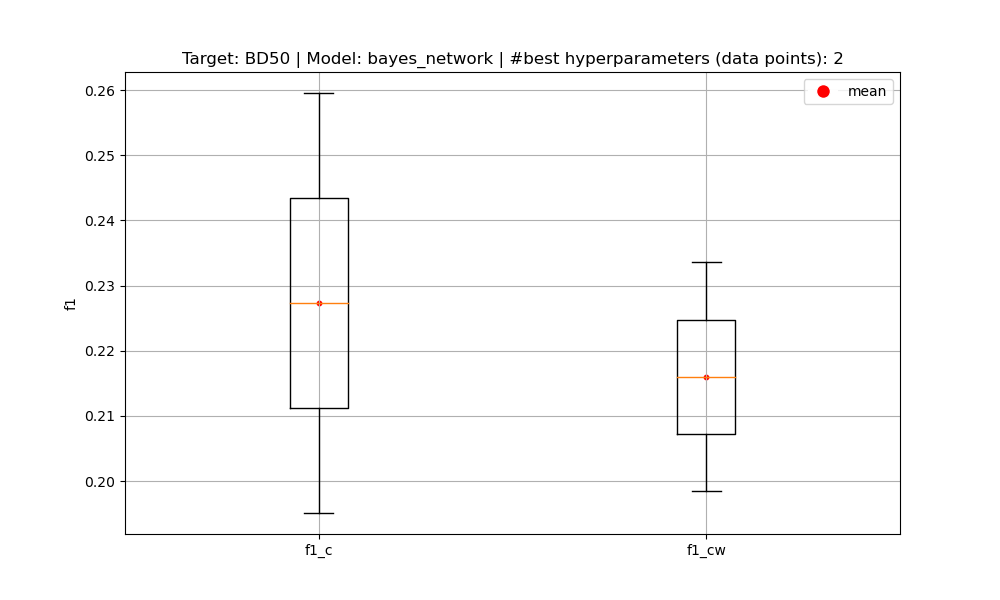 Target: BD50 | Model: bayes_network | #best hyperparameters (data points): 2
mean
0.26
0.25
0.24
0.23
0.22
0.21
0.20
f1
f1_c
f1_cw